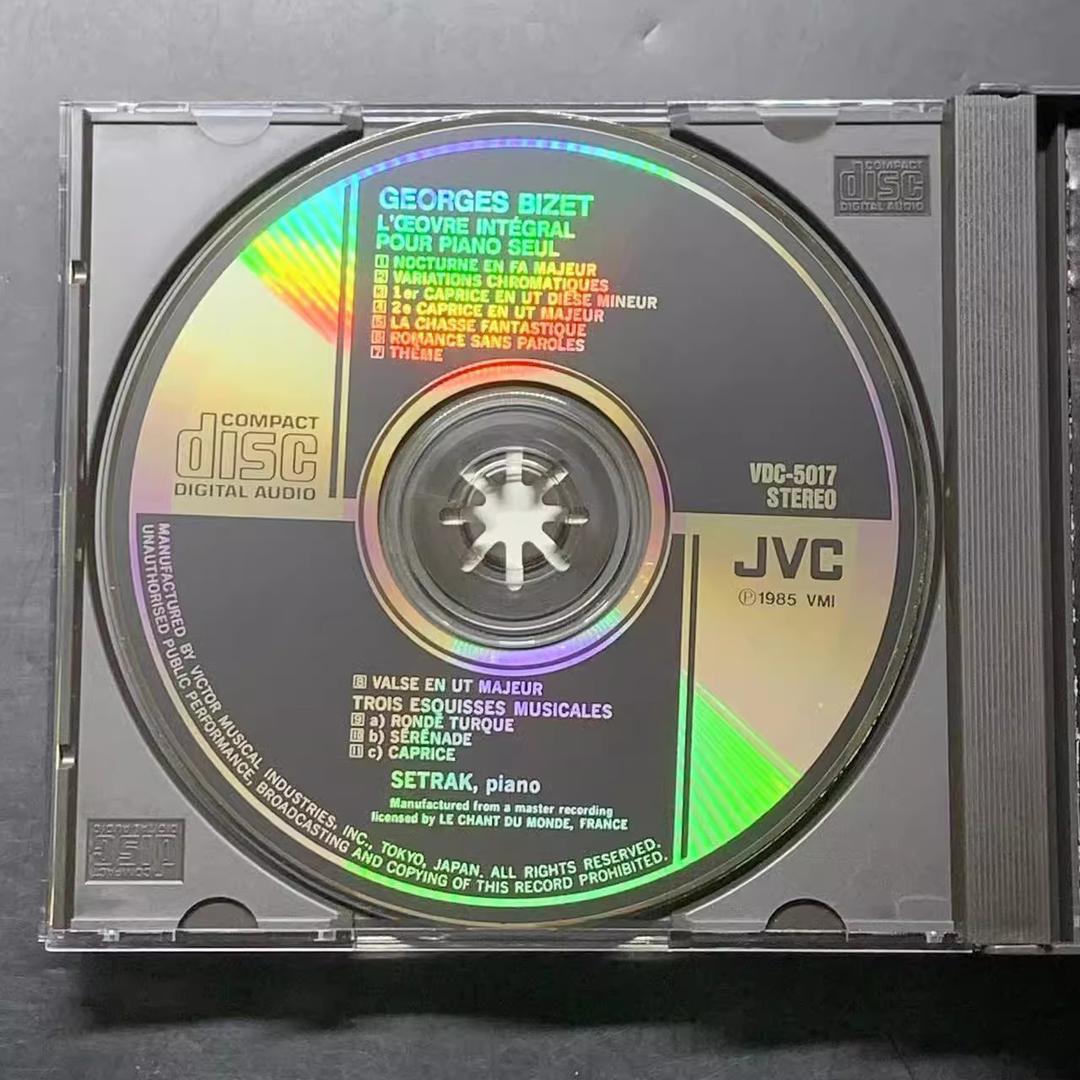 COMPACT
disc
DIGITAL AUDIO
GEORGES BIZET
L'ŒOVRE INTÉGRAL
POUR PIANO SEUL
1 NOCTURNE EN FA MAJEUR
2 VARIATIONS CHROMATIQUES
3 1er CAPRICE EN UT DIÈSE MINEUR
4 2e CAPRICE EN UT MAJEUR
5 LA CHASSE FANTASTIQUE
6 ROMANCE SANS PAROLES
7 THÈME
COMPACT
disc
DIGITAL AUDIO
VDC-5017
STEREO
JVC
Ⓟ1985 VMI
8 VALSE EN UT MAJEUR
TROIS ESQUISSES MUSICALES
9 a) RONDE TURQUE
10 b) SÉRÉNADE
11 c) CAPRICE
SETRAK, piano
Manufactured from a master recording
licensed by LE CHANT DU MONDE, FRANCE
MANUFACTURED BY VICTOR MUSICAL INDUSTRIES, INC., TOKYO, JAPAN. ALL RIGHTS RESERVED.
UNAUTHORISED PUBLIC PERFORMANCE, BROADCASTING AND COPYING OF THIS RECORD PROHIBITED.
COMPACT
disc
DIGITAL AUDIO